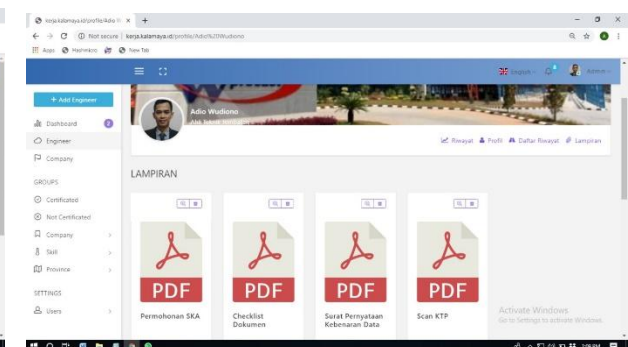 kerja.kalamaya.id/profile/Adio
Not secure | kerja.kalamaya.id/profile/Adio%20Wudiono
Apps
New Tab
English
Admin
+ Add Engineer
Adio Wudiono
Dashboard
Engineer
Riwayat Profil Daftar Riwayat Lampiran
Company
LAMPIRAN
GROUPS
Certificated
Not Certificated
Company
Skill
Province
SETTINGS
Users
PDF PDF PDF PDF
Permohonan SKA
Checklist Dokumen
Surat Pernyataan Kebenaran Data
Scan KTP
Activate Windows
Go to Settings to activate Windows.